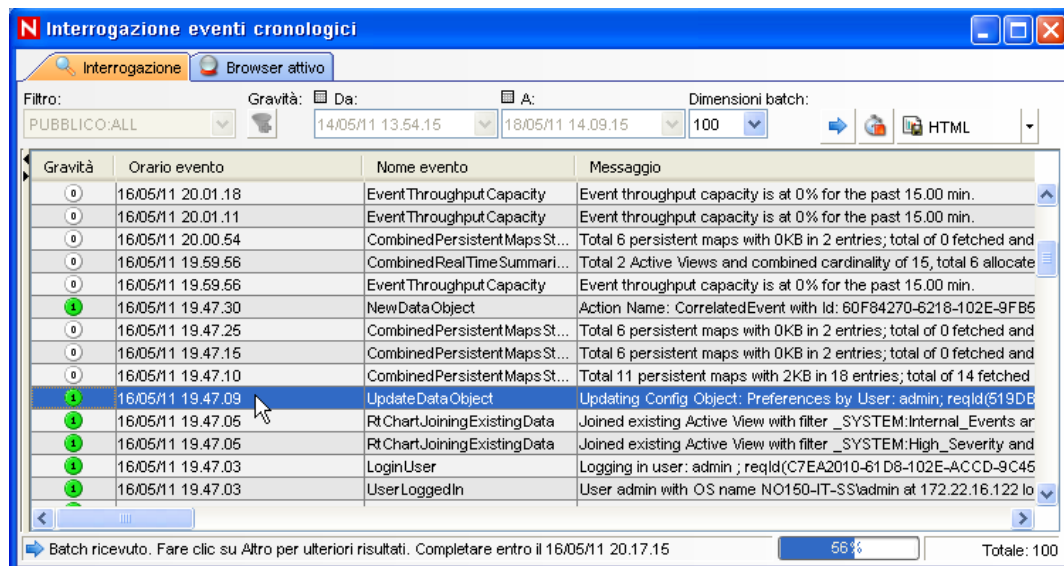 N Interrogazione eventi cronologici
Interrogazione Browser attivo
Filtro: Gravità: Da: A: Dimensioni batch:
PUBBLICO:ALL 14/05/11 13.54.15 18/05/11 14.09.15 100 HTML
Gravità Orario evento Nome evento Messaggio
0 16/05/11 20.01.18 EventThroughputCapacity Event throughput capacity is at 0% for the past 15.00 min.
0 16/05/11 20.01.11 EventThroughputCapacity Event throughput capacity is at 0% for the past 15.00 min.
0 16/05/11 20.00.54 CombinedPersistentMapsSt... Total 6 persistent maps with 0KB in 2 entries; total of 0 fetched and
0 16/05/11 19.59.56 CombinedRealTimeSummari... Total 2 Active Views and combined cardinality of 15, total 6 allocate
0 16/05/11 19.59.56 EventThroughputCapacity Event throughput capacity is at 0% for the past 15.00 min.
1 16/05/11 19.47.30 NewDataObject Action Name: CorrelatedEvent with Id: 60F84270-6218-102E-9FB5
0 16/05/11 19.47.25 CombinedPersistentMapsSt... Total 6 persistent maps with 0KB in 2 entries; total of 0 fetched and
0 16/05/11 19.47.15 CombinedPersistentMapsSt... Total 6 persistent maps with 0KB in 2 entries; total of 0 fetched and
0 16/05/11 19.47.10 CombinedPersistentMapsSt... Total 11 persistent maps with 2KB in 18 entries; total of 14 fetched
1 16/05/11 19.47.09 UpdateDataObject Updating Config Object: Preferences by User: admin; reqId(519DB
1 16/05/11 19.47.05 RtChartJoiningExistingData Joined existing Active View with filter _SYSTEM:Internal_Events an
1 16/05/11 19.47.05 RtChartJoiningExistingData Joined existing Active View with filter _SYSTEM:High_Severity and
1 16/05/11 19.47.03 LoginUser Logging in user: admin ; reqId(C7EA2010-61D8-102E-ACCD-9C45
1 16/05/11 19.47.03 UserLoggedIn User admin with OS name NO150-IT-SS\admin at 172.22.16.122 lo
Batch ricevuto. Fare clic su Altro per ulteriori risultati. Completare entro il 16/05/11 20.17.15 56% Totale: 100